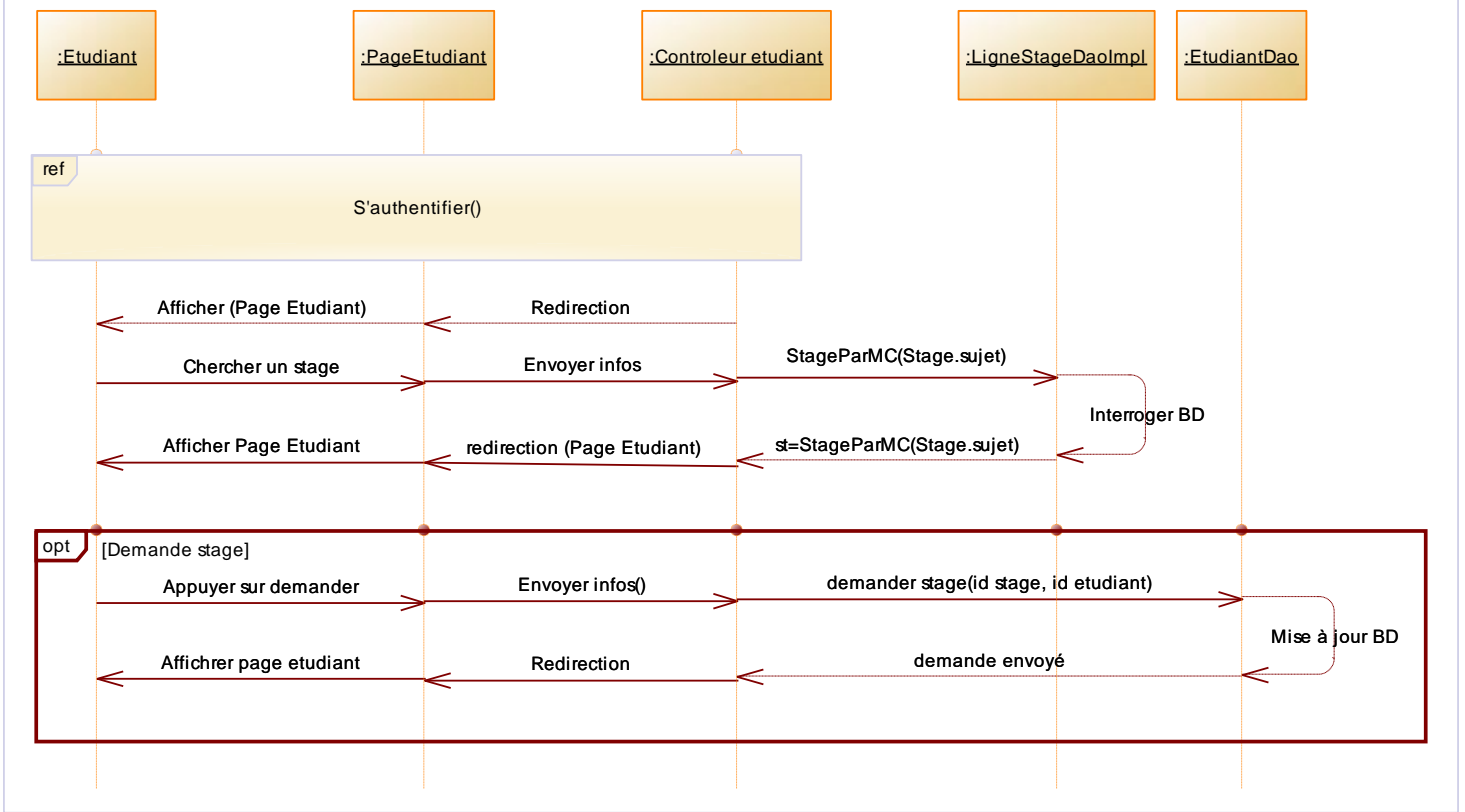 :Etudiant
:PageEtudiant
:Controleur etudiant
:LigneStageDaoImpl
:EtudiantDao
ref
S'authentifier()
Afficher (Page Etudiant)
Redirection
Chercher un stage
Envoyer infos
StageParMC(Stage.sujet)
Interroger BD
Afficher Page Etudiant
redirection (Page Etudiant)
st=StageParMC(Stage.sujet)
opt
[Demande stage]
Appuyer sur demander
Envoyer infos()
demander stage(id stage, id etudiant)
Mise à jour BD
Affichrer page etudiant
Redirection
demande envoyé